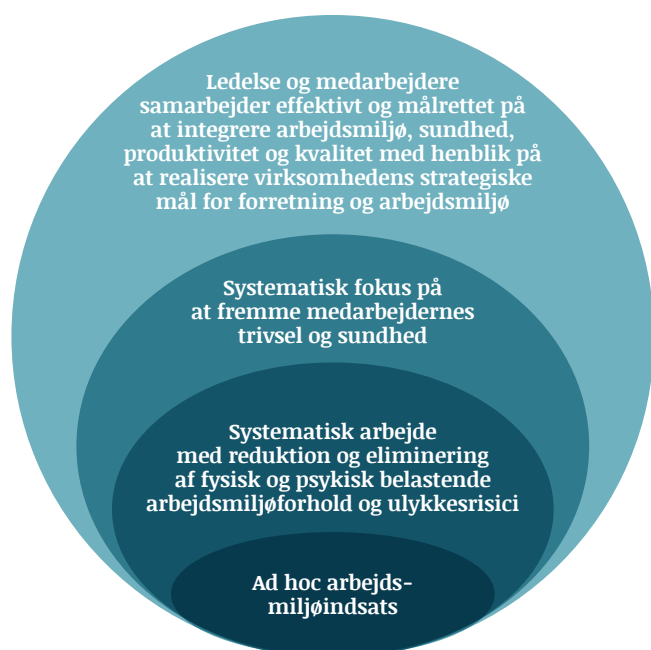 Ledelse og medarbejdere
samarbejder effektivt og målrettet på
at integrere arbejdsmiljø, sundhed,
produktivitet og kvalitet med henblik på
at realisere virksomhedens strategiske
mål for forretning og arbejdsmiljø
Systematisk fokus på
at fremme medarbejdernes
trivsel og sundhed
Systematisk arbejde
med reduktion og eliminering
af fysisk og psykisk belastende
arbejdsmiljøforhold og ulykkesrisici
Ad hoc arbejds-
miljøindsats